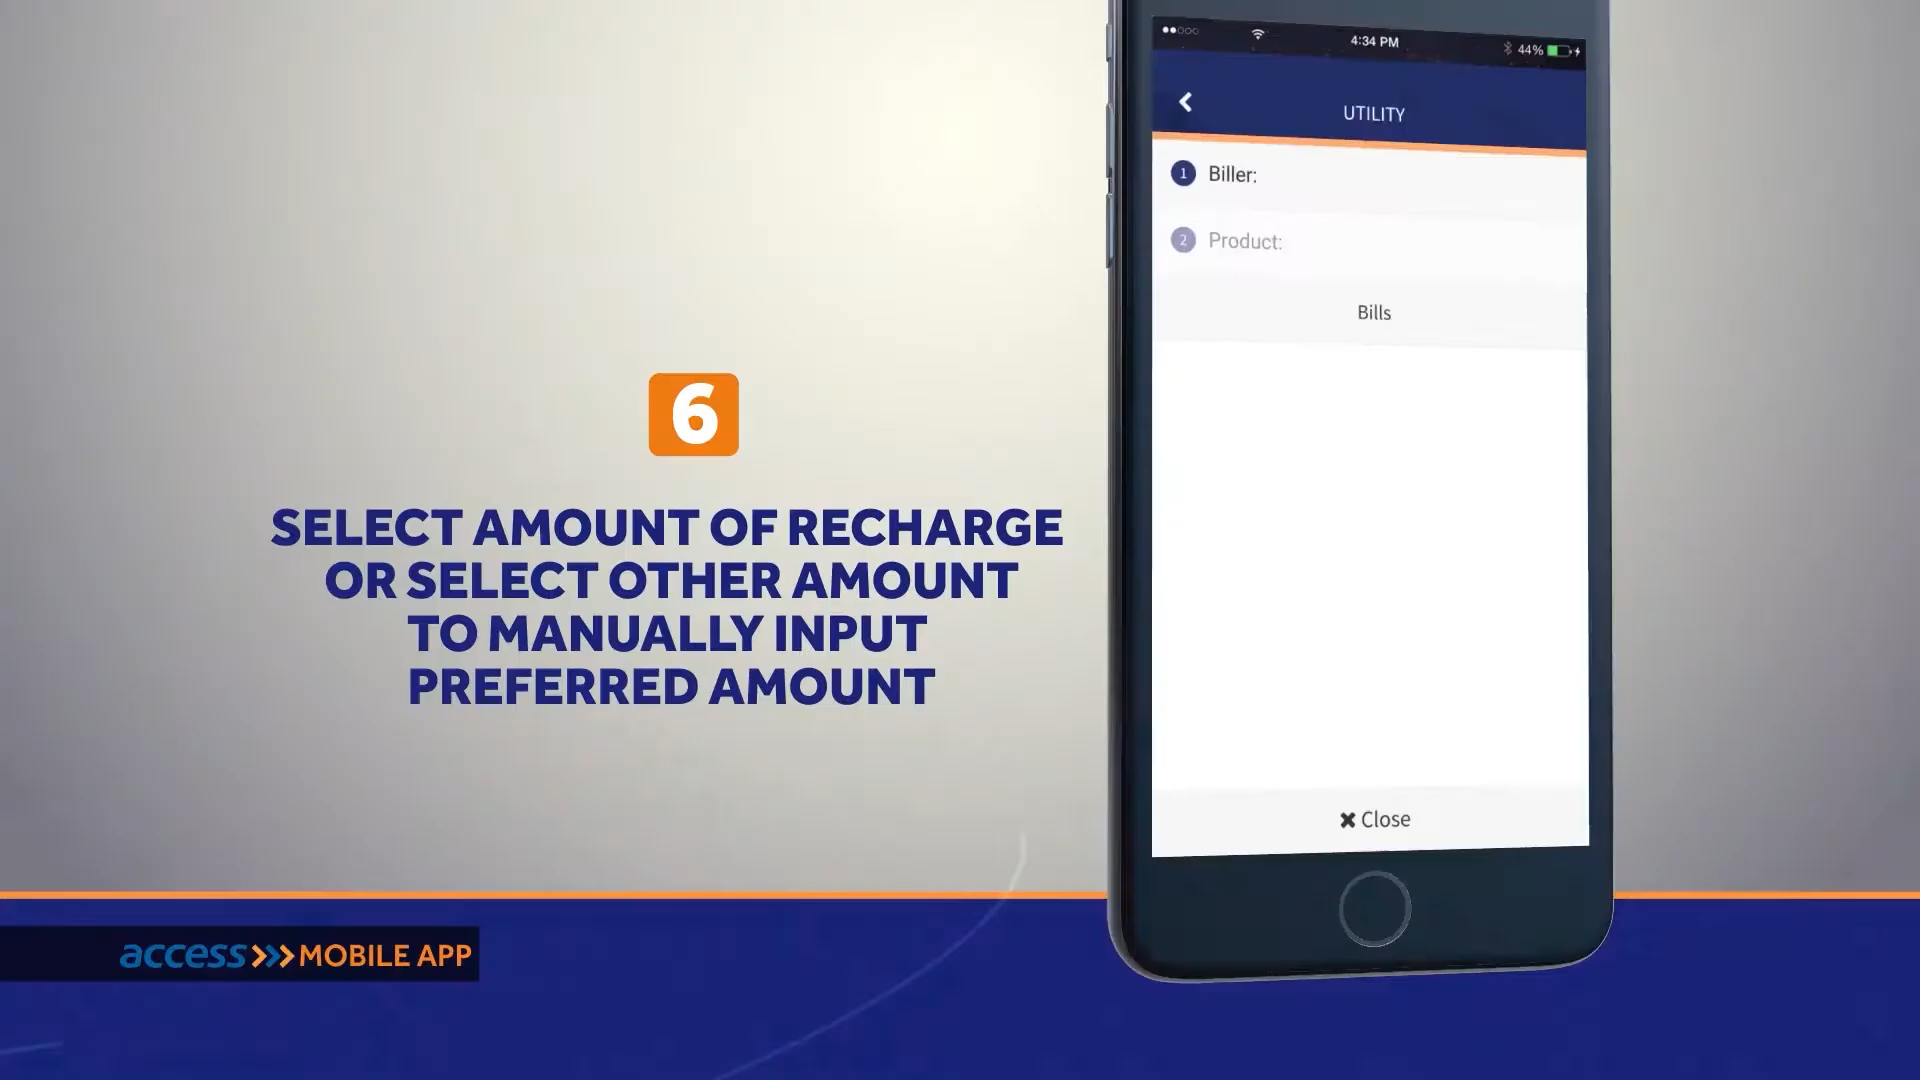 4:34 PM
44%
UTILITY
1 Biller:
2 Product:
Bills
6
SELECT AMOUNT OF RECHARGE
OR SELECT OTHER AMOUNT
TO MANUALLY INPUT
PREFERRED AMOUNT
Close
access MOBILE APP